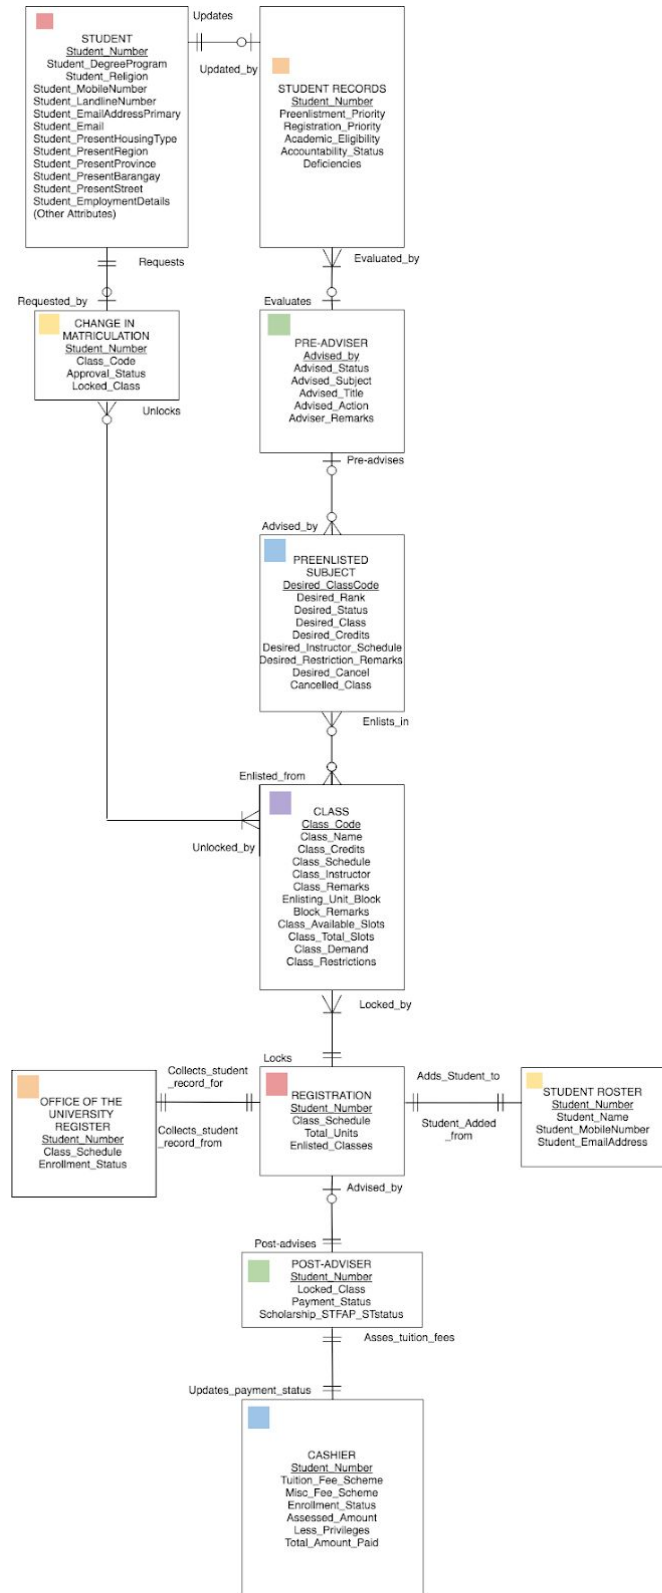 Updates
STUDENT
Student_Number
Student_DegreeProgram
Student_Religion
Student_MobileNumber
Student_LandlineNumber
Student_EmailAddressPrimary
Student_Email
Student_PresentHousingType
Student_PresentRegion
Student_PresentProvince
Student_PresentBarangay
Student_PresentStreet
Student_EmploymentDetails
(Other Attributes)
Updated_by
STUDENT RECORDS
Student_Number
Preenlistment_Priority
Registration_Priority
Academic_Eligibility
Accountability_Status
Deficiencies
Requests
Evaluated_by
Requested_by
Evaluates
CHANGE IN
MATRICULATION
Student_Number
Class_Code
Approval_Status
Locked_Class
Unlocks
PRE-ADVISER
Advised_by
Advised_Status
Advised_Subject
Advised_Title
Advised_Action
Adviser_Remarks
Pre-advises
Advised_by
PREENLISTED
SUBJECT
Desired_ClassCode
Desired_Rank
Desired_Status
Desired_Class
Desired_Credits
Desired_Instructor_Schedule
Desired_Restriction_Remarks
Desired_Cancel
Cancelled_Class
Enlists_in
Enlisted_from
Unlocked_by
CLASS
Class_Code
Class_Name
Class_Credits
Class_Schedule
Class_Instructor
Class_Remarks
Enlisting_Unit_Block
Block_Remarks
Class_Available_Slots
Class_Total_Slots
Class_Demand
Class_Restrictions
Locked_by
Locks
Collects_student
_record_for
Adds_Student_to
OFFICE OF THE
UNIVERSITY
REGISTER
Student_Number
Class_Schedule
Enrollment_Status
Collects_student
_record_from
REGISTRATION
Student_Number
Class_Schedule
Total_Units
Enlisted_Classes
Student_Added
_from
STUDENT ROSTER
Student_Number
Student_Name
Student_MobileNumber
Student_EmailAddress
Advised_by
Post-advises
POST-ADVISER
Student_Number
Locked_Class
Payment_Status
Scholarship_STFAP_STstatus
Asses_tuition_fees
Updates_payment_status
CASHIER
Student_Number
Tuition_Fee_Scheme
Misc_Fee_Scheme
Enrollment_Status
Assessed_Amount
Less_Privileges
Total_Amount_Paid